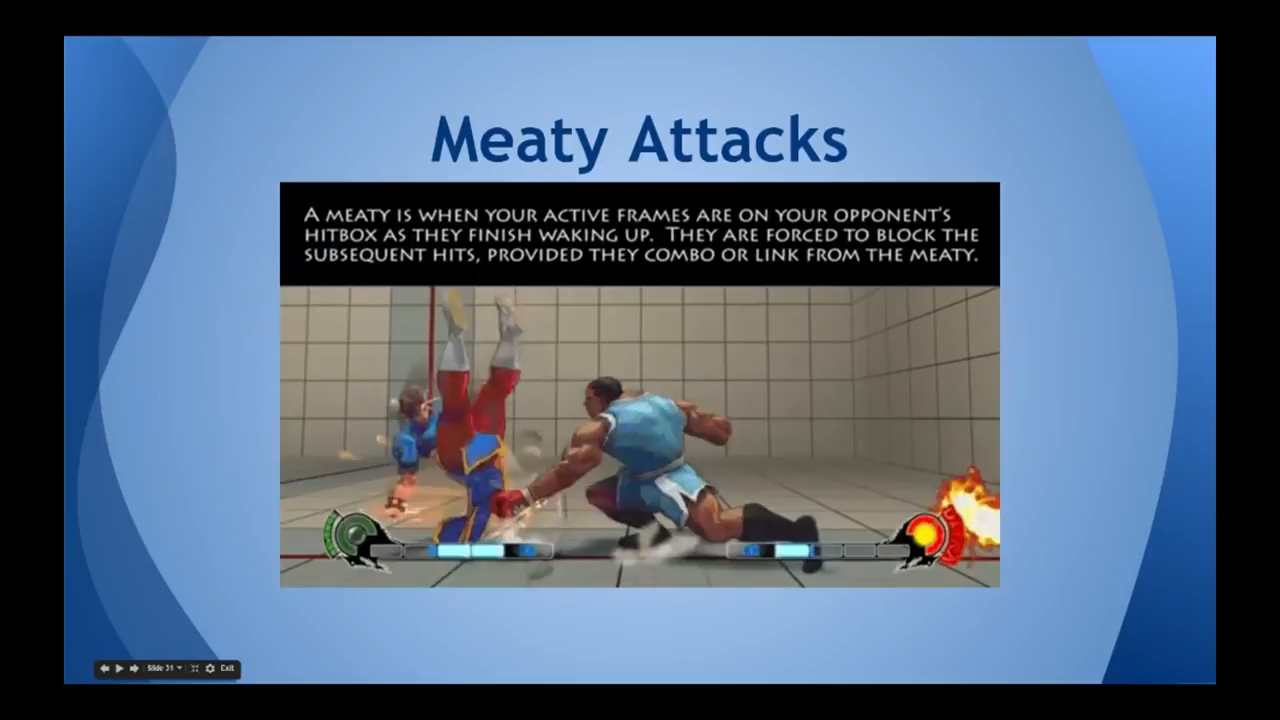 Meaty Attacks
A MEATY IS WHEN YOUR ACTIVE FRAMES ARE ON YOUR OPPONENT'S
HITBOX AS THEY FINISH WAKING UP. THEY ARE FORCED TO BLOCK THE
SUBSEQUENT HITS, PROVIDED THEY COMBO OR LINK FROM THE MEATY.
Slide 31 Exit